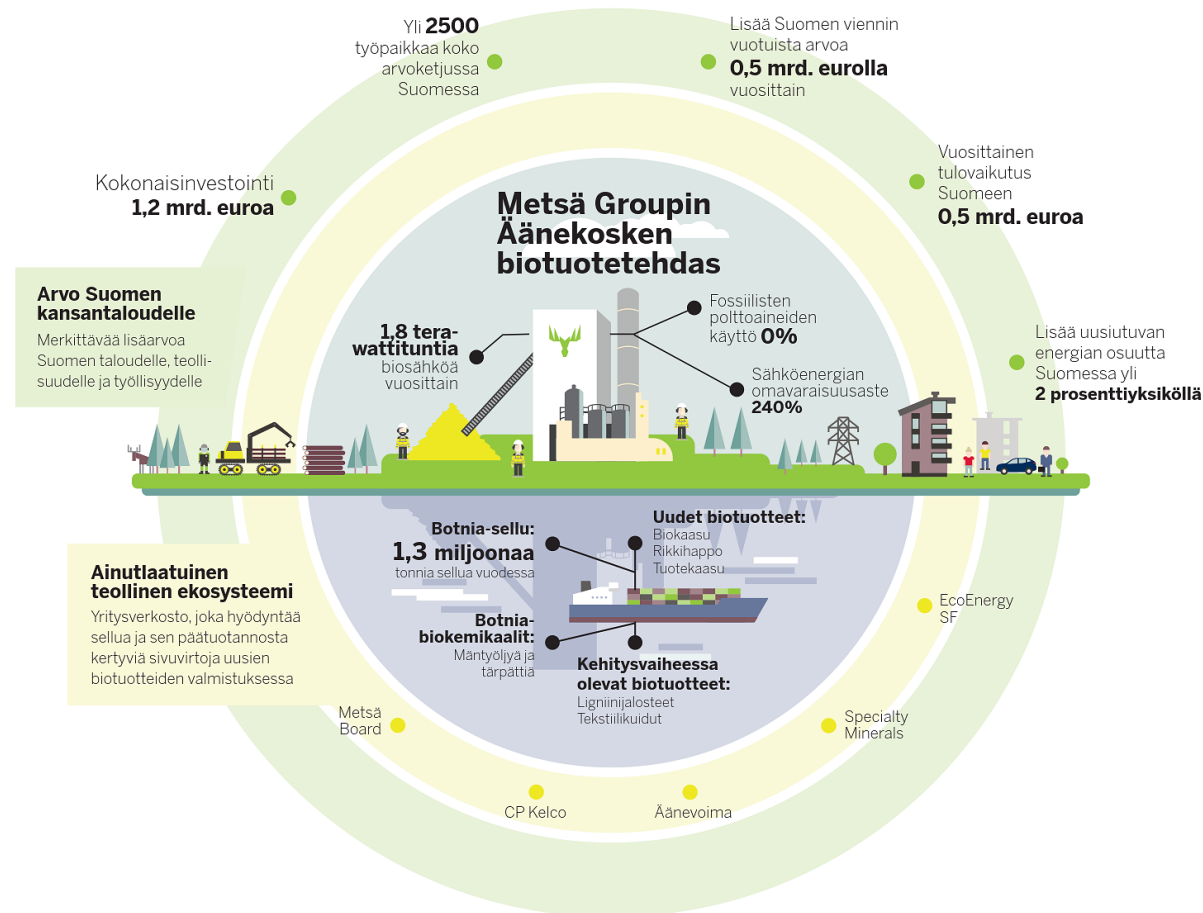 Yli 2500
työpaikkaa koko
arvoketjussa
Suomessa
Lisää Suomen viennin
vuotuista arvoa
0,5 mrd. eurolla
vuosittain
Kokonaisinvestointi
1,2 mrd. euroa
Vuosittainen
tulovaikutus
Suomeen
0,5 mrd. euroa
Metsä Groupin
Äänekosken
biotuotetehdas
Arvo Suomen
kansantaloudelle
Merkittävää lisäarvoa
Suomen taloudelle, teolli-
suudelle ja työllisyydelle
1,8 tera-
wattituntia
biosähköä
vuosittain
Fossiilisten
polttoaineiden
käyttö 0%
Sähköenergian
omavaraisuusaste
240%
Lisää uusiutuvan
energian osuutta
Suomessa yli
2 prosenttiyksiköllä
Botnia-sellu:
1,3 miljoonaa
tonnia sellua vuodessa
Uudet biotuotteet:
Biokaasu
Rikkihappo
Tuotekaasu
Ainutlaatuinen
teollinen ekosysteemi
Yritysverkosto, joka hyödyntää
sellua ja sen päätuotannosta
kertyviä sivuvirtoja uusien
biotuotteiden valmistuksessa
Botnia-
biokemikaalit:
Mäntyöljyä ja
tärpättiä
Kehitysvaiheessa
olevat biotuotteet:
Ligniinijalosteet
Tekstiilikuidut
EcoEnergy
SF
Metsä
Board
Specialty
Minerals
CP Kelco
Äänevoima